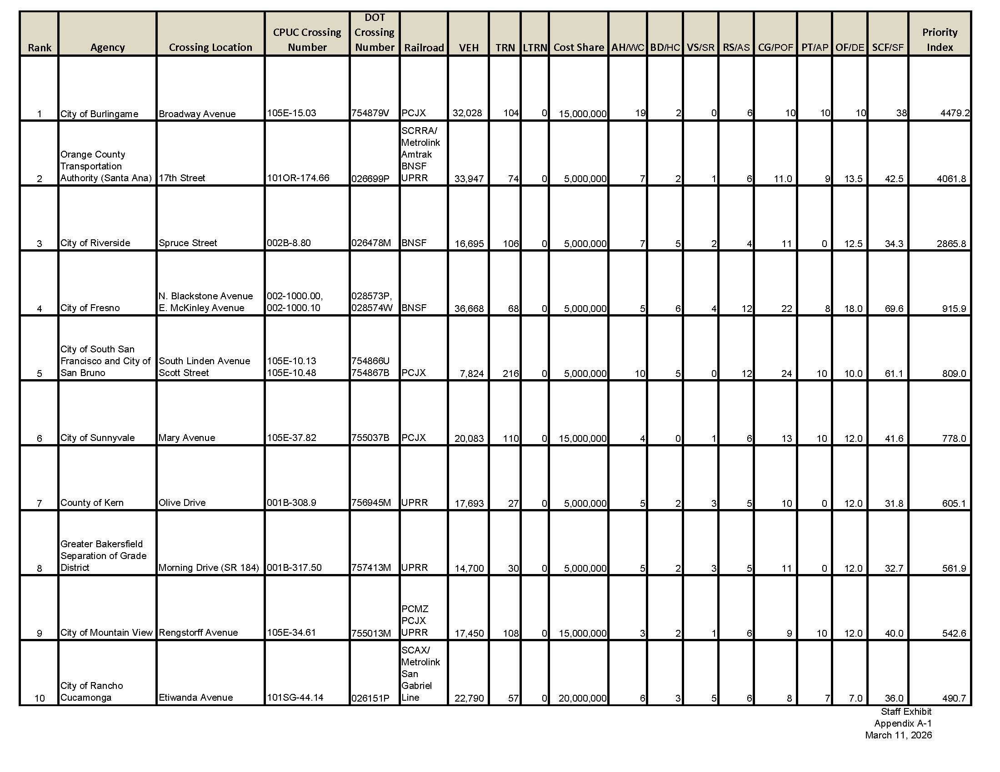 Rank Agency Crossing Location CPUC Crossing Number DOT Crossing Number Railroad VEH TRN LTRN Cost Share AH/WC BD/HC VS/SR RS/AS CG/POF PT/AP OF/DE SCF/SF Priority Index
1 City of Burlingame Broadway Avenue 105E-15.03 754879V PCJX 32,028 104 0 15,000,000 19 2 0 6 10 10 10 38 4479.2
2 Orange County Transportation Authority (Santa Ana) 17th Street 101OR-174.66 026699P SCRRA/ Metrolink Amtrak BNSF UPRR 33,947 74 0 5,000,000 7 2 1 6 11.0 9 13.5 42.5 4061.8
3 City of Riverside Spruce Street 002B-8.80 026478M BNSF 16,695 106 0 5,000,000 7 5 2 4 11 0 12.5 34.3 2865.8
4 City of Fresno N. Blackstone Avenue E. McKinley Avenue 002-1000.00, 002-1000.10 028573P, 028574W BNSF 36,668 68 0 5,000,000 5 6 4 12 22 8 18.0 69.6 915.9
5 City of South San Francisco and City of San Bruno South Linden Avenue Scott Street 105E-10.13 105E-10.48 754866U 754867B PCJX 7,824 216 0 5,000,000 10 5 0 12 24 10 10.0 61.1 809.0
6 City of Sunnyvale Mary Avenue 105E-37.82 755037B PCJX 20,083 110 0 15,000,000 4 0 1 6 13 10 12.0 41.6 778.0
7 County of Kern Olive Drive 001B-308.9 756945M UPRR 17,693 27 0 5,000,000 5 2 3 5 10 0 12.0 31.8 605.1
8 Greater Bakersfield Separation of Grade District Morning Drive (SR 184) 001B-317.50 757413M UPRR 14,700 30 0 5,000,000 5 2 3 5 11 0 12.0 32.7 561.9
9 City of Mountain View Rengstorff Avenue 105E-34.61 755013M PCMZ PCJX UPRR 17,450 108 0 15,000,000 3 2 1 6 9 10 12.0 40.0 542.6
10 City of Rancho Cucamonga Etiwanda Avenue 101SG-44.14 026151P SCAX/ Metrolink San Gabriel Line 22,790 57 0 20,000,000 6 3 5 6 8 7 7.0 36.0 490.7
Staff Exhibit
Appendix A-1
March 11, 2026